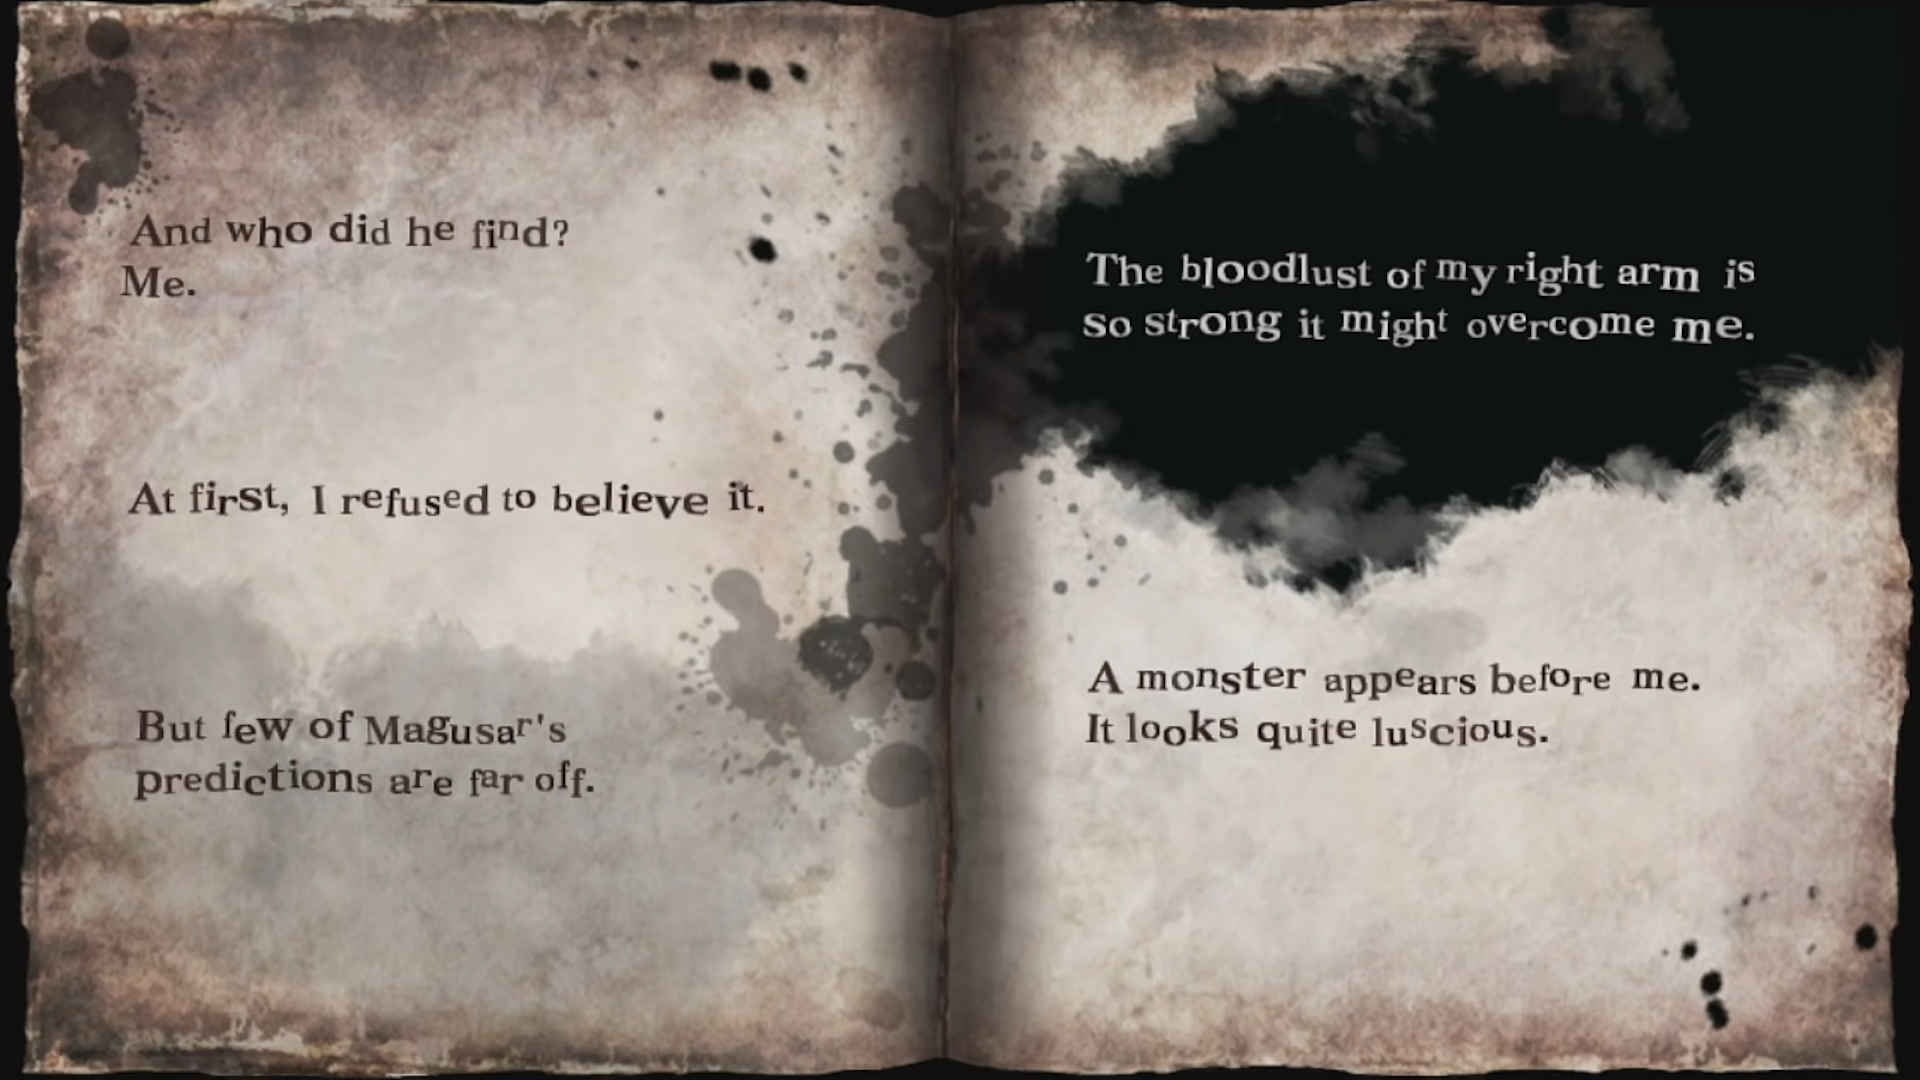 And who did he find?
Me.
At first, I refused to believe it.
But few of Magusar's
predictions are far off.
The bloodlust of my right arm is
so strong it might overcome me.
A monster appears before me.
It looks quite luscious.